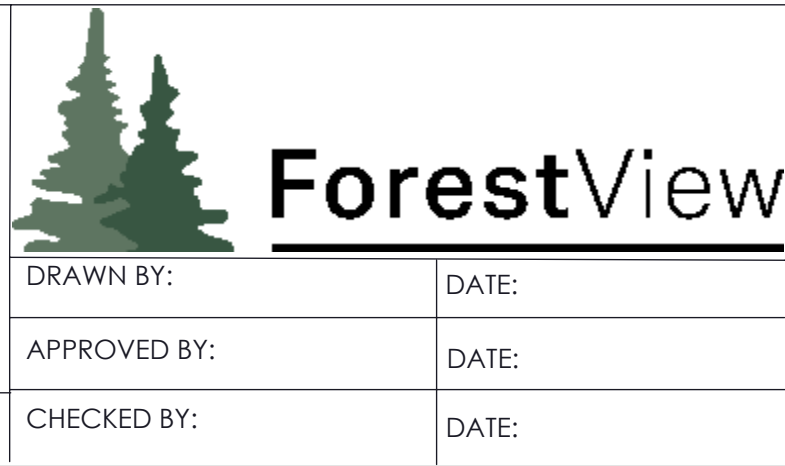 ForestView
DRAWN BY:
DATE:
APPROVED BY:
DATE:
CHECKED BY:
DATE: